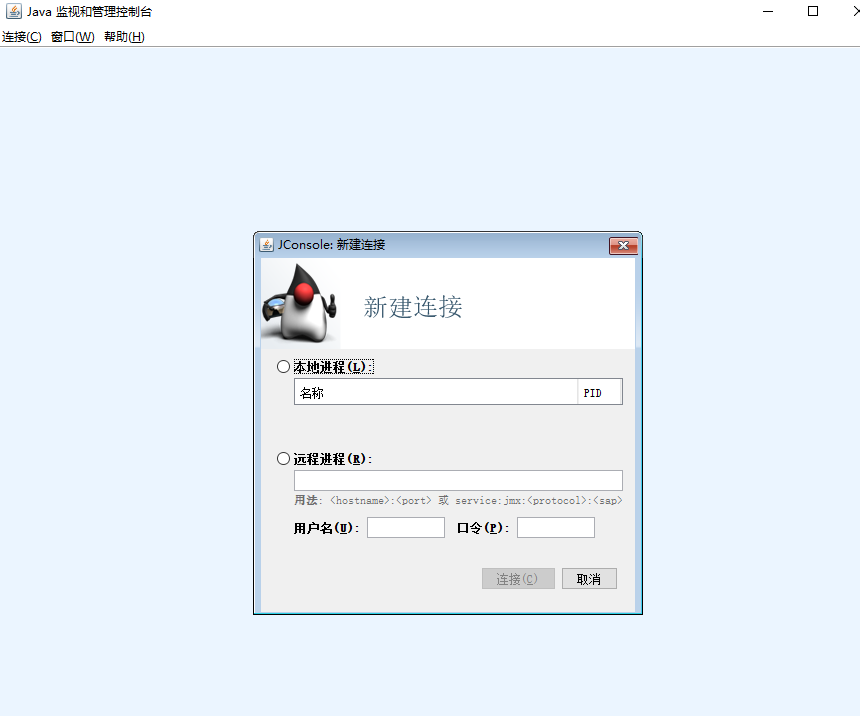 Java 监视和管理控制台
连接(C) 窗口(W) 帮助(H)
JConsole: 新建连接
新建连接
本地进程(L):
名称 PID
远程进程(R):
用法: <hostname>:<port> 或 service:jmx:<protocol>:<sap>
用户名(U): 口令(P):
连接(C) 取消